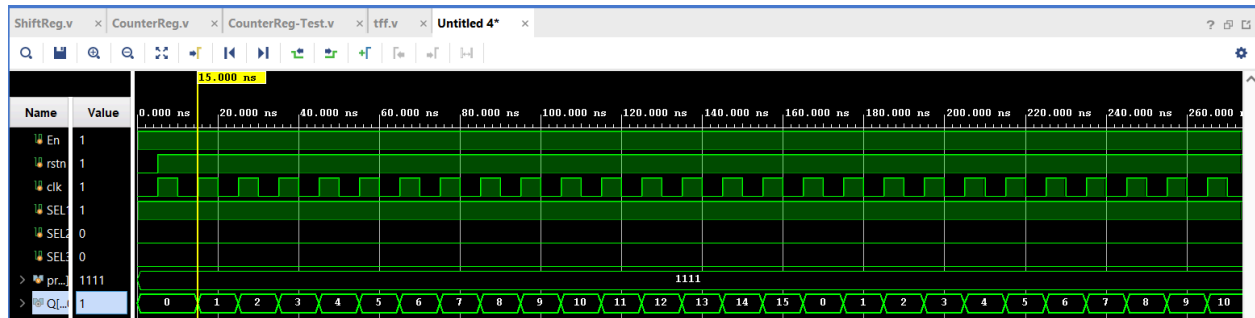 ShiftReg.v × CounterReg.v × CounterReg-Test.v × tff.v × Untitled 4* × ?
15.000 ns
Name Value 0.000 ns 20.000 ns 40.000 ns 60.000 ns 80.000 ns 100.000 ns 120.000 ns 140.000 ns 160.000 ns 180.000 ns 200.000 ns 220.000 ns 240.000 ns 260.000
En 1
rstn 1
clk 1
SEL1 1
SEL2 0
SEL3 0
> pr...] 1111 1111
> Q[... 1 0 1 2 3 4 5 6 7 8 9 10 11 12 13 14 15 0 1 2 3 4 5 6 7 8 9 10